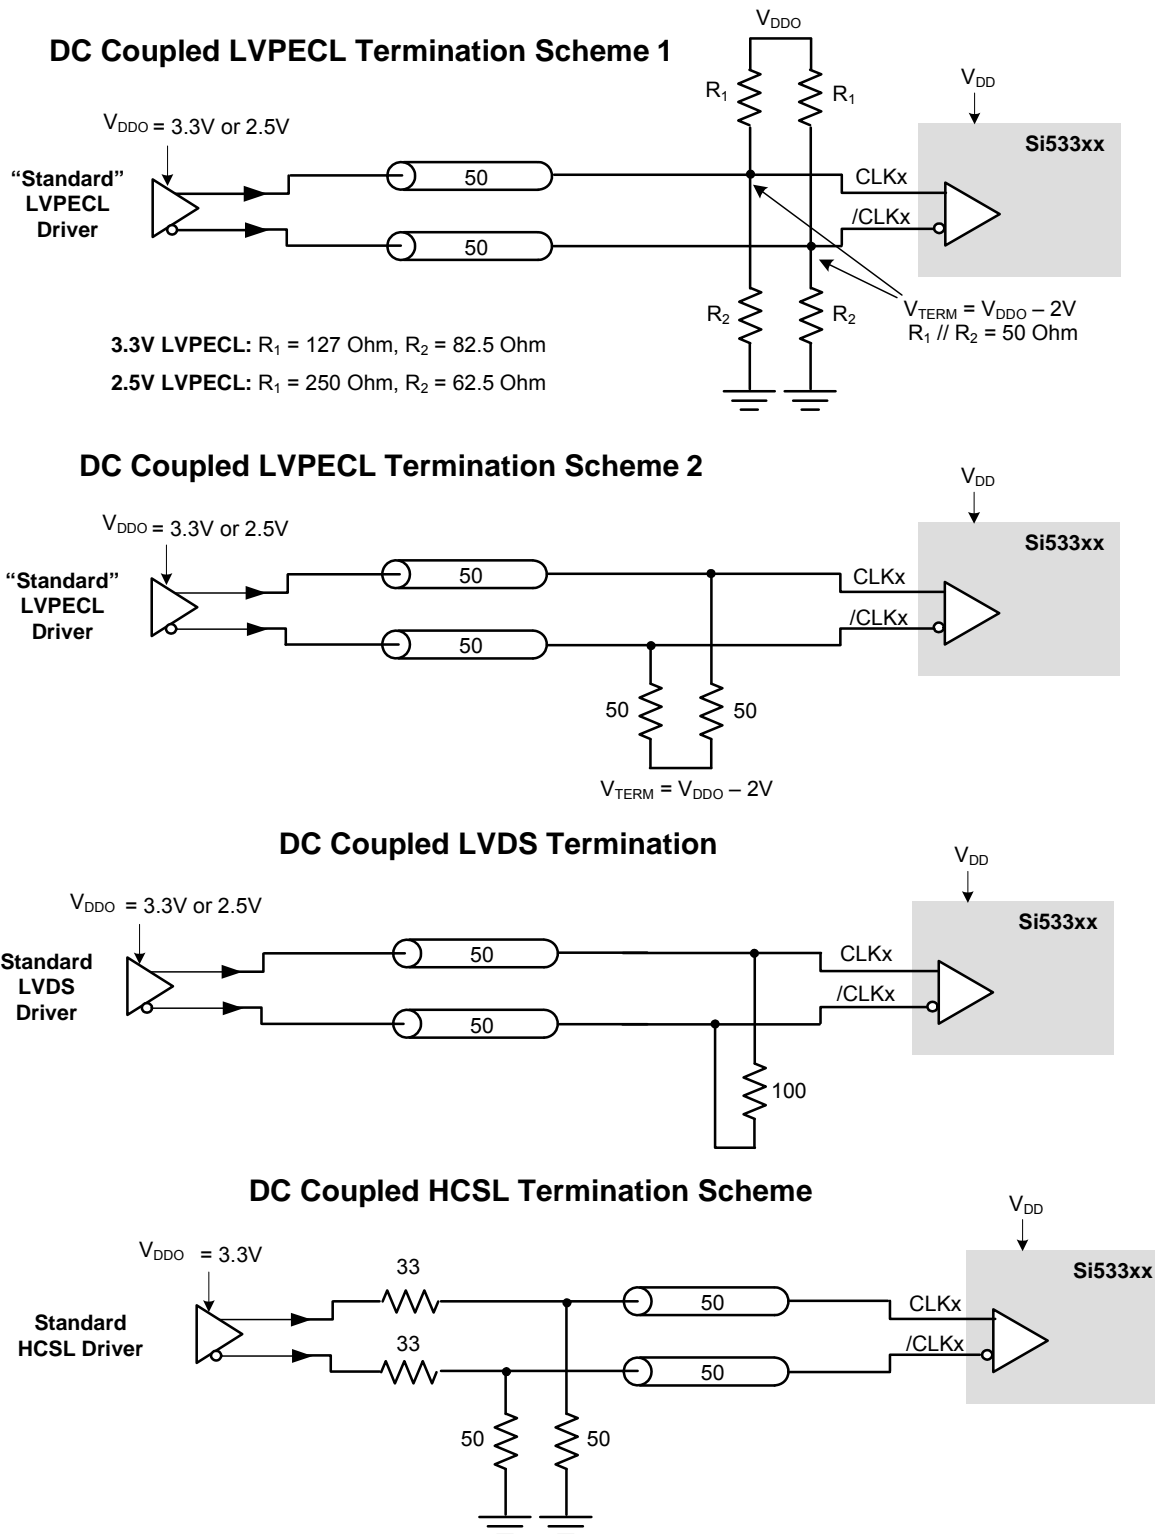 DC Coupled LVPECL Termination Scheme 1
VDDO
R1
R1
VDD
VDDO = 3.3V or 2.5V
Si533xx
“Standard”
LVPECL
Driver
50
CLKx
/CLKx
50
R2
R2
VTERM = VDDO – 2V
R1 // R2 = 50 Ohm
3.3V LVPECL: R1 = 127 Ohm, R2 = 82.5 Ohm
2.5V LVPECL: R1 = 250 Ohm, R2 = 62.5 Ohm
DC Coupled LVPECL Termination Scheme 2
VDD
VDDO = 3.3V or 2.5V
Si533xx
“Standard”
LVPECL
Driver
50
CLKx
/CLKx
50
50
50
VTERM = VDDO – 2V
DC Coupled LVDS Termination
VDD
VDDO = 3.3V or 2.5V
Si533xx
Standard
LVDS
Driver
50
CLKx
/CLKx
50
100
DC Coupled HCSL Termination Scheme
VDD
VDDO = 3.3V
33
Si533xx
Standard
HCSL Driver
50
CLKx
33
/CLKx
50
50
50